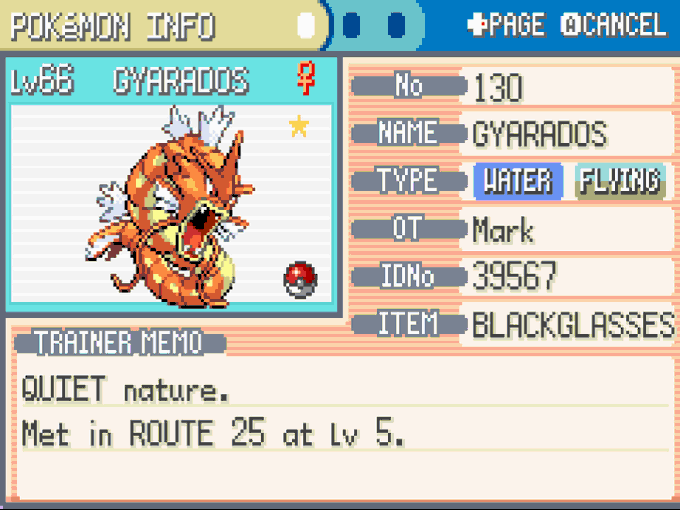 POKéMON INFO
PAGE ACANCEL
Lv66 GYARADOS ♀
No 130
NAME GYARADOS
TYPE WATER FLYING
OT Mark
IDNo 39567
ITEM BLACKGLASSES
TRAINER MEMO
QUIET nature.
Met in ROUTE 25 at Lv 5.